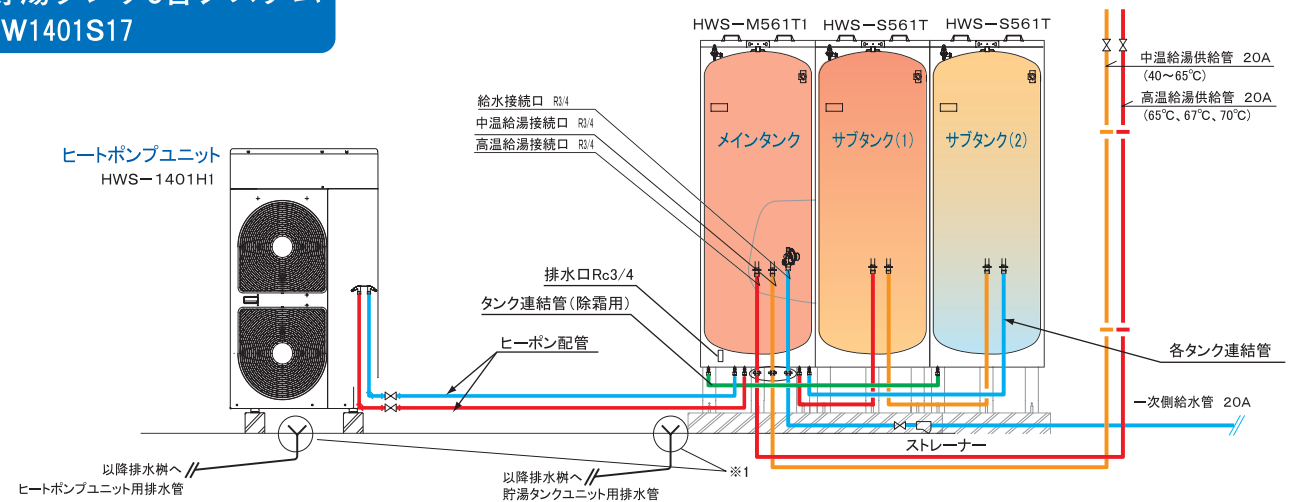 W1401S17
HWS-M561T1
HWS-S561T
HWS-S561T
中温給湯供給管 20A
(40～65℃)
高温給湯供給管 20A
(65℃、67℃、70℃)
給水接続口 R3/4
中温給湯接続口 R3/4
高温給湯接続口 R3/4
メインタンク
サブタンク(1)
サブタンク(2)
ヒートポンプユニット
HWS-1401H1
排水口Rc3/4
タンク連結管(除霜用)
ヒーポン配管
各タンク連結管
一次側給水管 20A
ストレーナー
以降排水桝へ
ヒートポンプユニット用排水管
※1
以降排水桝へ
貯湯タンクユニット用排水管